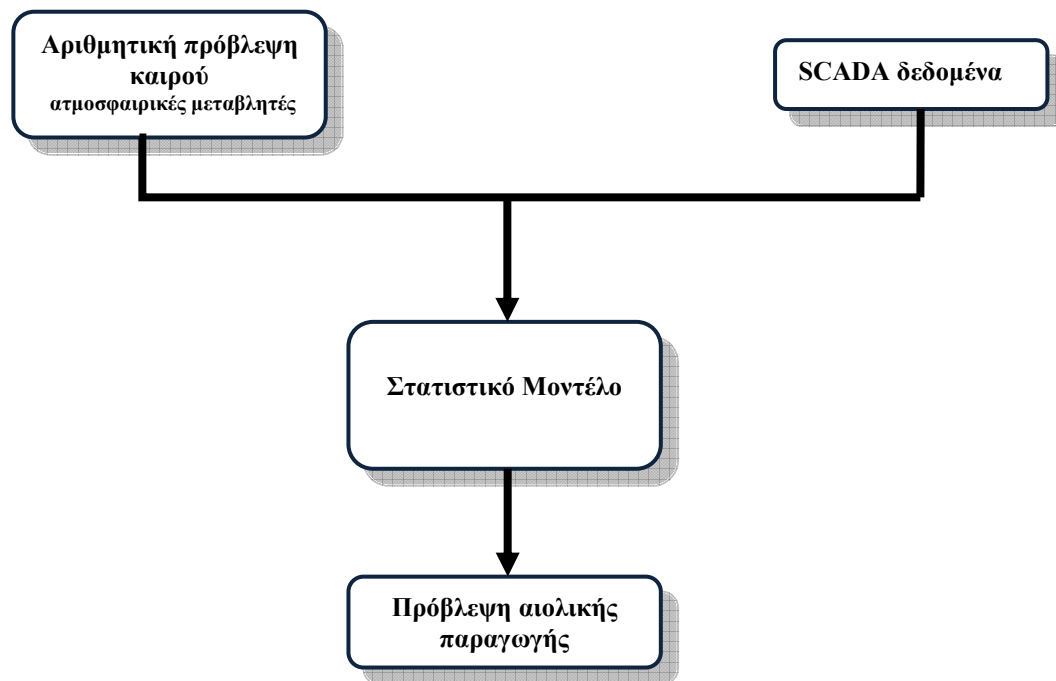 Αριθμητική πρόβλεψη
καιρού
ατμοσφαιρικές μεταβλητές
SCADA δεδομένα
Στατιστικό Μοντέλο
Πρόβλεψη αιολικής
παραγωγής